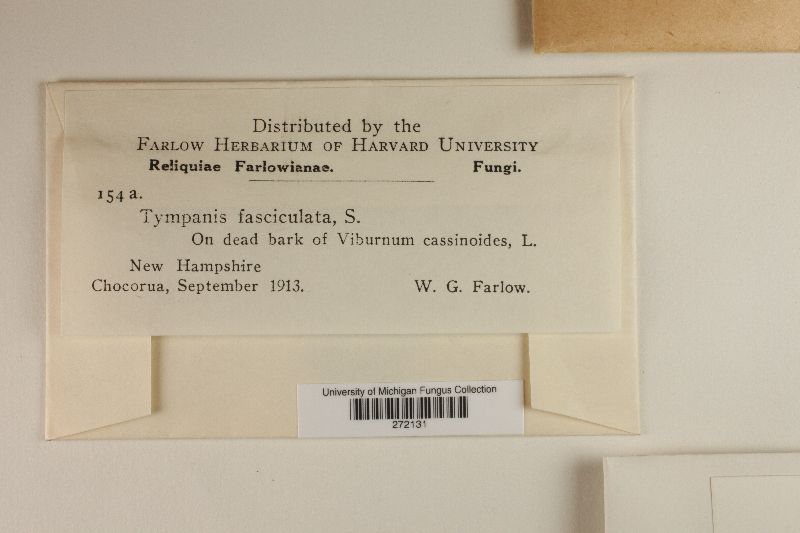 Distributed by the
Farlow Herbarium of Harvard University
Reliquiae Farlowianae. Fungi.
154 a.
Tympanis fasciculata, S.
On dead bark of Viburnum cassinoides, L.
New Hampshire
Chocorua, September 1913. W. G. Farlow.
University of Michigan Fungus Collection
272131